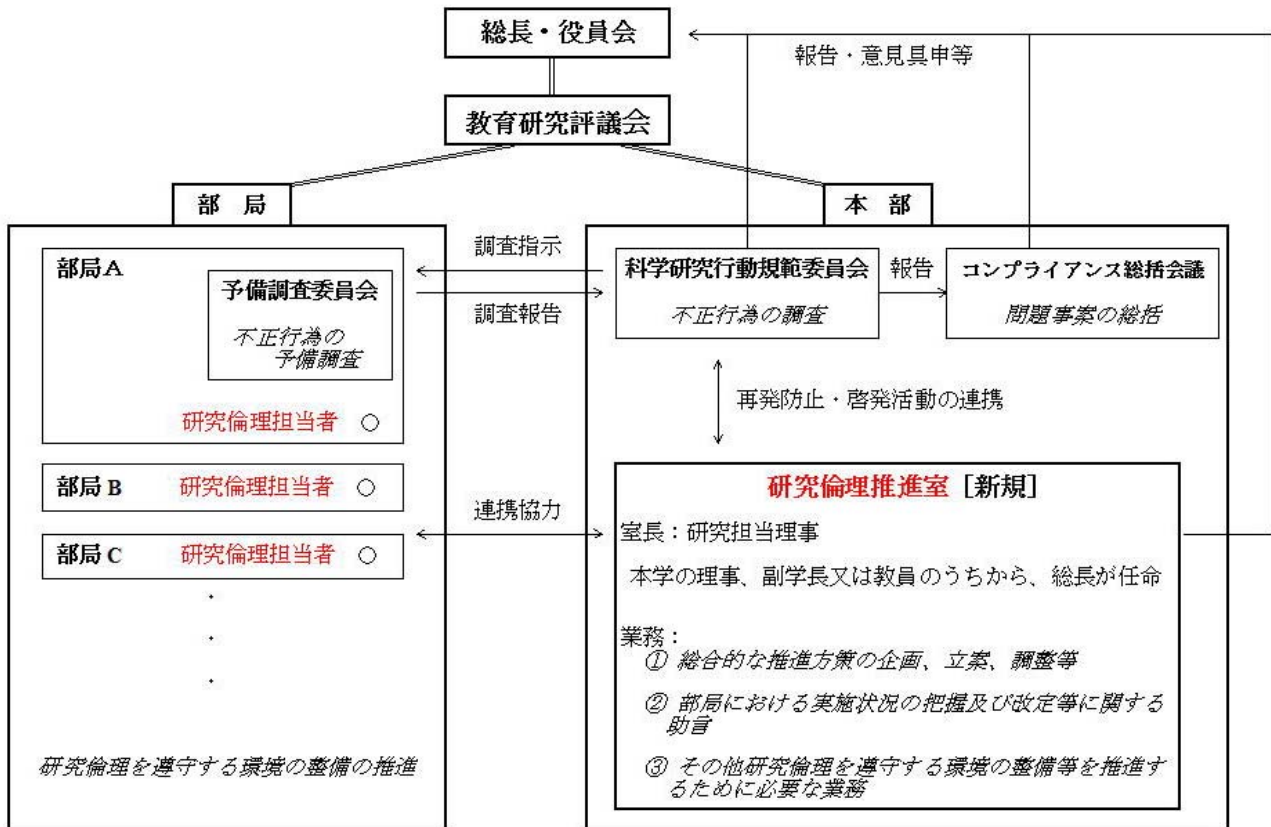 総長・役員会
報告・意見具申等
教育研究評議会
部 局
本 部
部局A
予備調査委員会
不正行為の
予備調査
研究倫理担当者 ○
調査指示
調査報告
科学研究行動規範委員会
不正行為の調査
報告
コンプライアンス総括会議
問題事案の総括
再発防止・啓発活動の連携
部局B 研究倫理担当者 ○
部局C 研究倫理担当者 ○
・
・
・
研究倫理を遵守する環境の整備の推進
連携協力
研究倫理推進室 [新規]
室長：研究担当理事
本学の理事、副学長又は教員のうちから、総長が任命
業務：
① 総合的な推進方策の企画、立案、調整等
② 部局における実施状況の把握及び改定等に関する
助言
③ その他研究倫理を遵守する環境の整備等を推進す
るために必要な業務